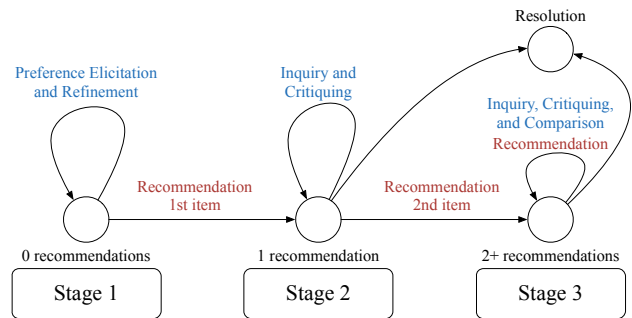 Resolution
Preference Elicitation
and Refinement
Inquiry and
Critiquing
Inquiry, Critiquing,
and Comparison
Recommendation
Recommendation
1st item
Recommendation
2nd item
0 recommendations
1 recommendation
2+ recommendations
Stage 1
Stage 2
Stage 3